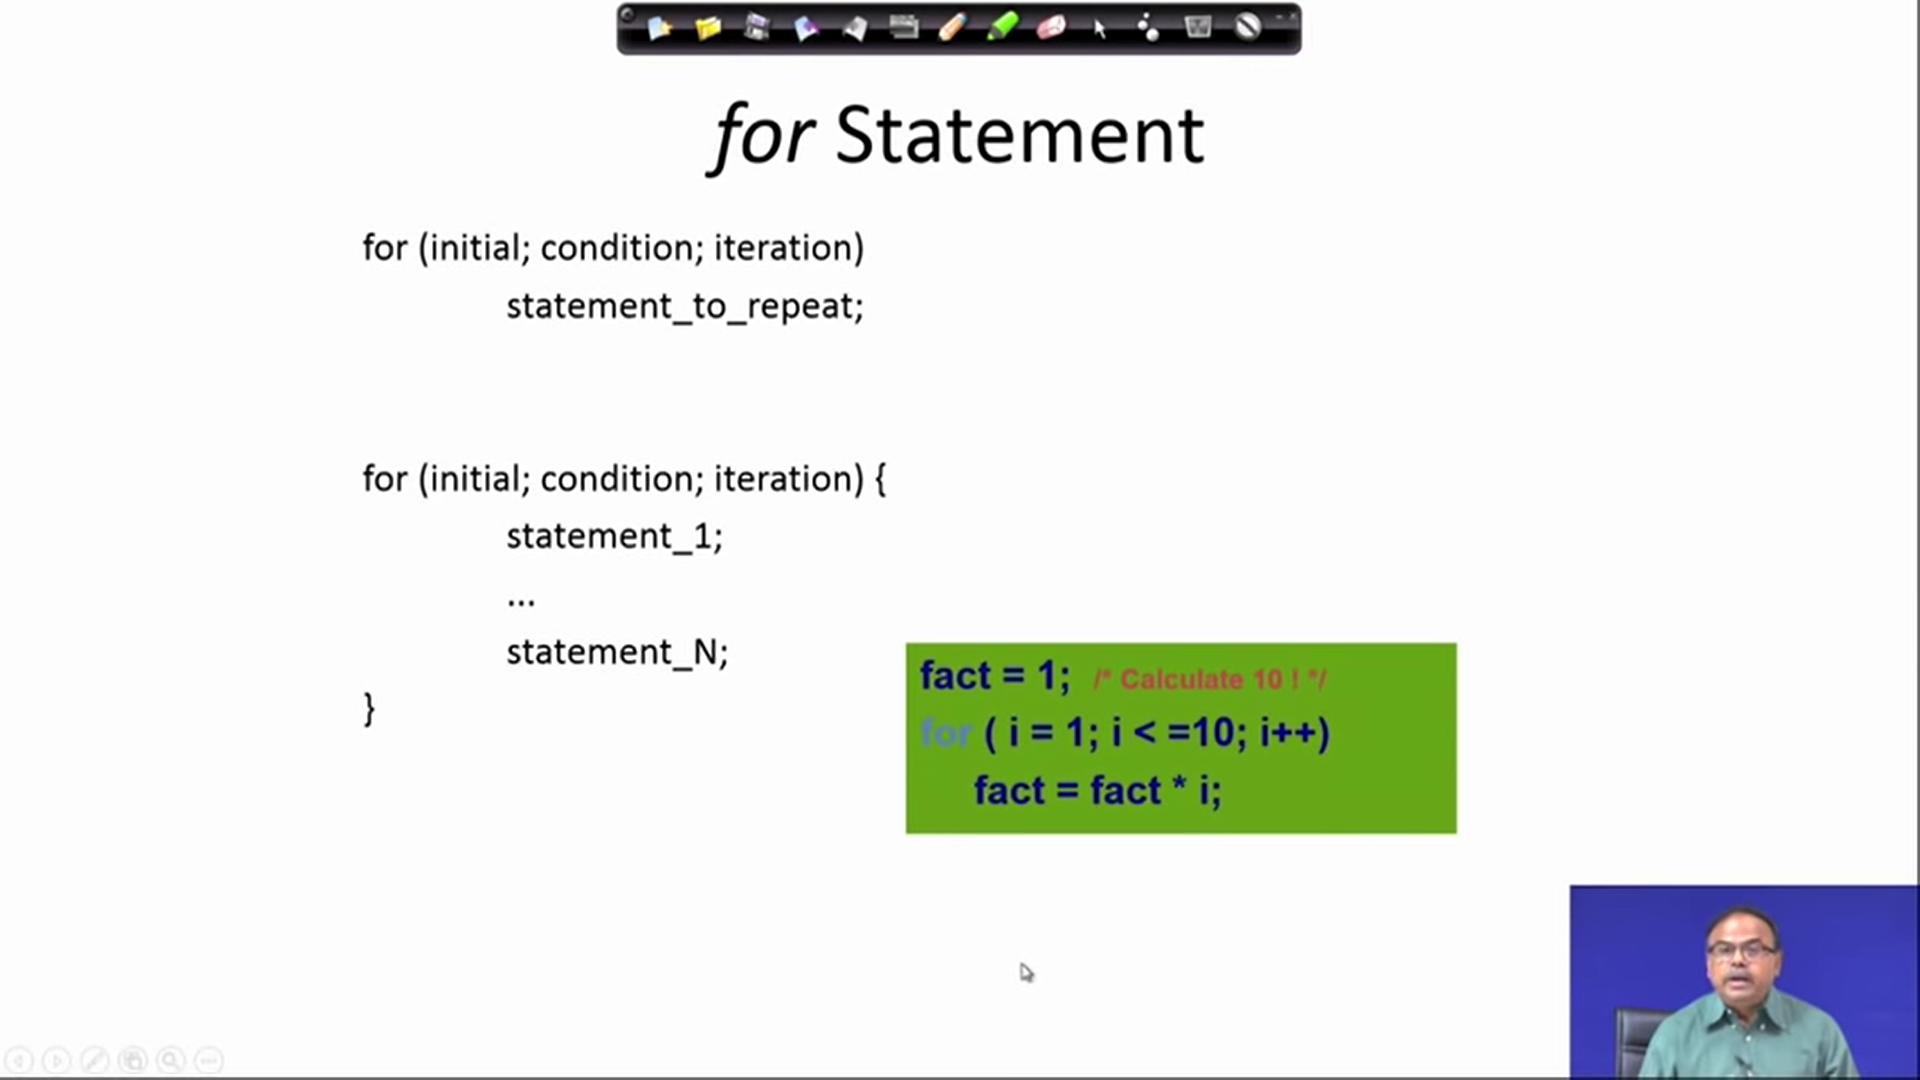 for Statement
for (initial; condition; iteration)
statement_to_repeat;
for (initial; condition; iteration) {
statement_1;
...
statement_N;
}
fact = 1; /* Calculate 10 ! */
for ( i = 1; i < =10; i++)
fact = fact * i;